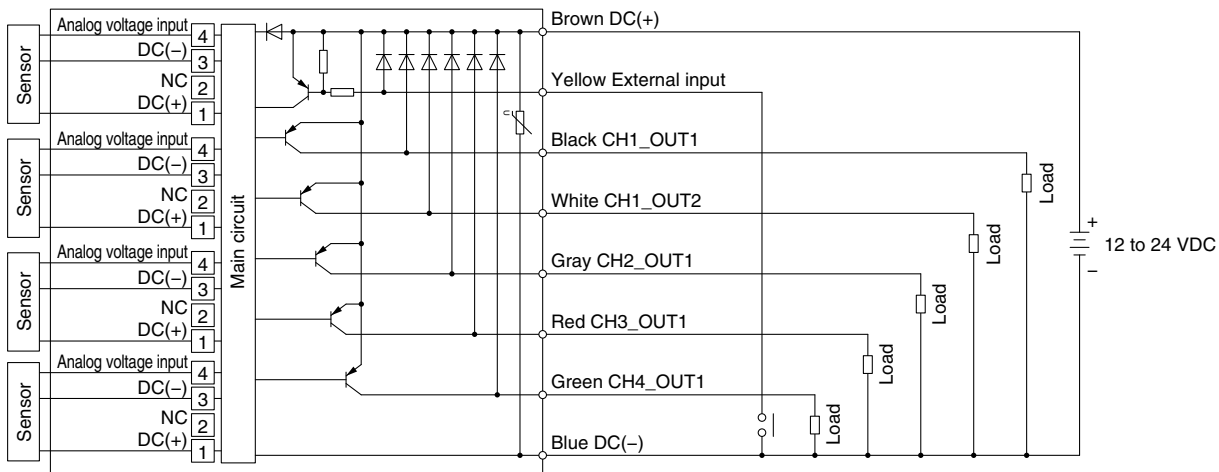 Sensor
Analog voltage input 4
DC(−) 3
NC 2
DC(+) 1
Sensor
Analog voltage input 4
DC(−) 3
NC 2
DC(+) 1
Sensor
Analog voltage input 4
DC(−) 3
NC 2
DC(+) 1
Sensor
Analog voltage input 4
DC(−) 3
NC 2
DC(+) 1
Main circuit
Brown DC(+)
Yellow External input
Black CH1_OUT1
White CH1_OUT2
Gray CH2_OUT1
Red CH3_OUT1
Green CH4_OUT1
Blue DC(−)
Load
Load
Load
Load
Load
+
12 to 24 VDC
−